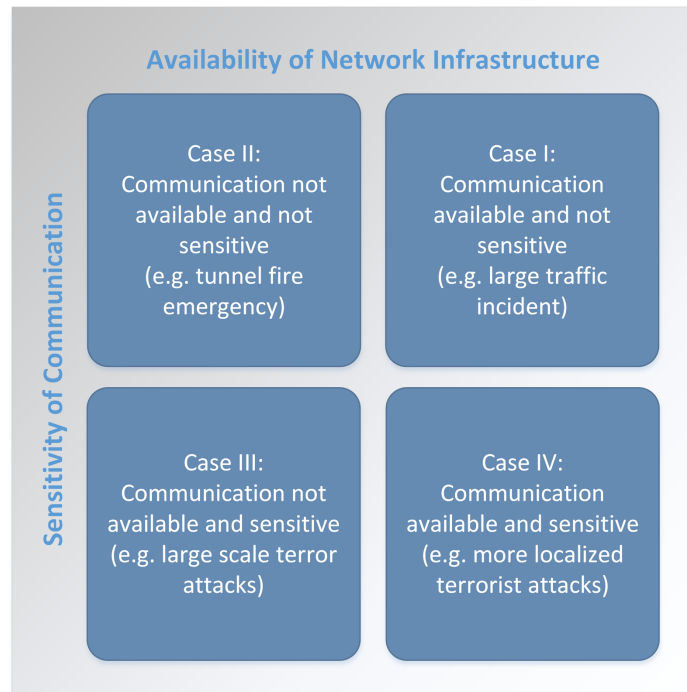 Availability of Network Infrastructure
Sensitivity of Communication
Case II:
Communication not
available and not
sensitive
(e.g. tunnel fire
emergency)
Case I:
Communication
available and not
sensitive
(e.g. large traffic
incident)
Case III:
Communication not
available and sensitive
(e.g. large scale terror
attacks)
Case IV:
Communication
available and sensitive
(e.g. more localized
terrorist attacks)